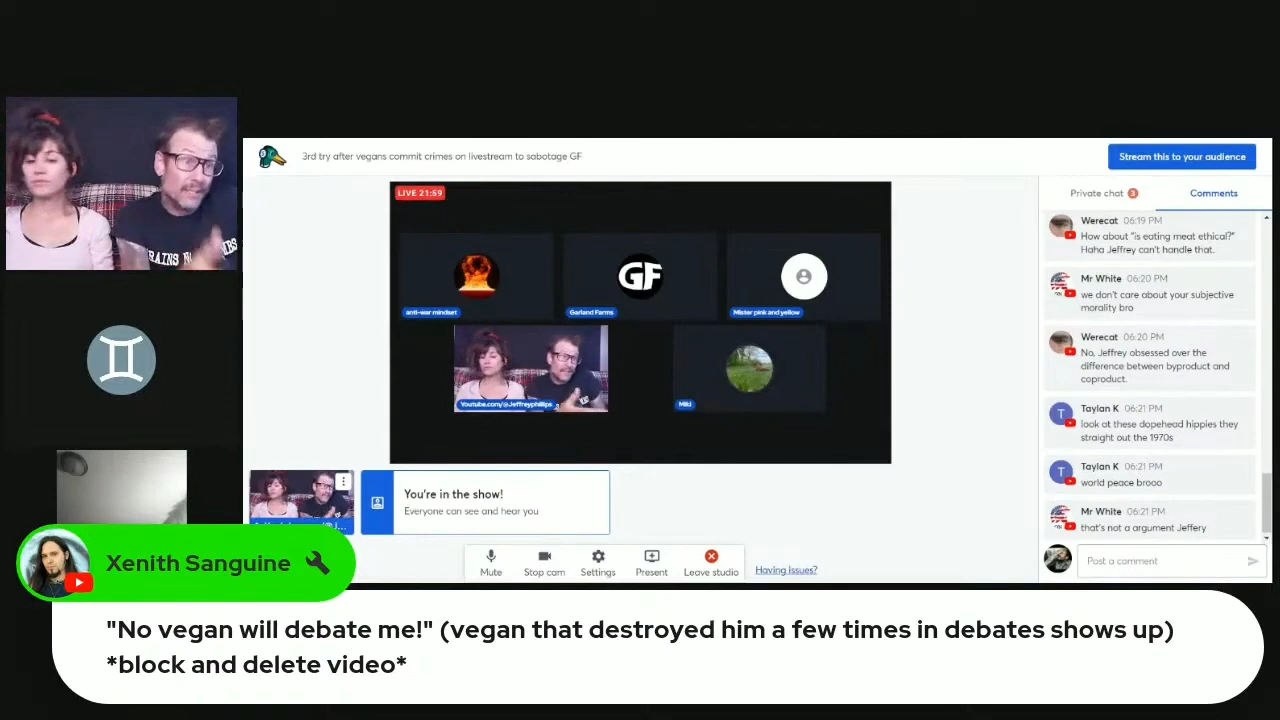 3rd try after vegans commit crimes on livestream to sabotage GF
Stream this to your audience
LIVE 21:59
Private chat 3
Comments
anti-war mindset
GF
Garland Farms
Mister pink and yellow
Youtube.com/@Jeffreyphillips
Miki
Werecat 06:19 PM
How about "is eating meat ethical?"
Haha Jeffrey can't handle that.
Mr White 06:20 PM
we don't care about your subjective
morality bro
Werecat 06:20 PM
No, Jeffrey obsessed over the
difference between byproduct and
coproduct.
Taylan K 06:21 PM
look at these dopehead hippies they
straight out the 1970s
Taylan K 06:21 PM
world peace brooo
Mr White 06:21 PM
that's not a argument Jeffery
You're in the show!
Everyone can see and hear you
Mute
Stop cam
Settings
Present
Leave studio
Having issues?
Post a comment
Xenith Sanguine
"No vegan will debate me!" (vegan that destroyed him a few times in debates shows up)
*block and delete video*